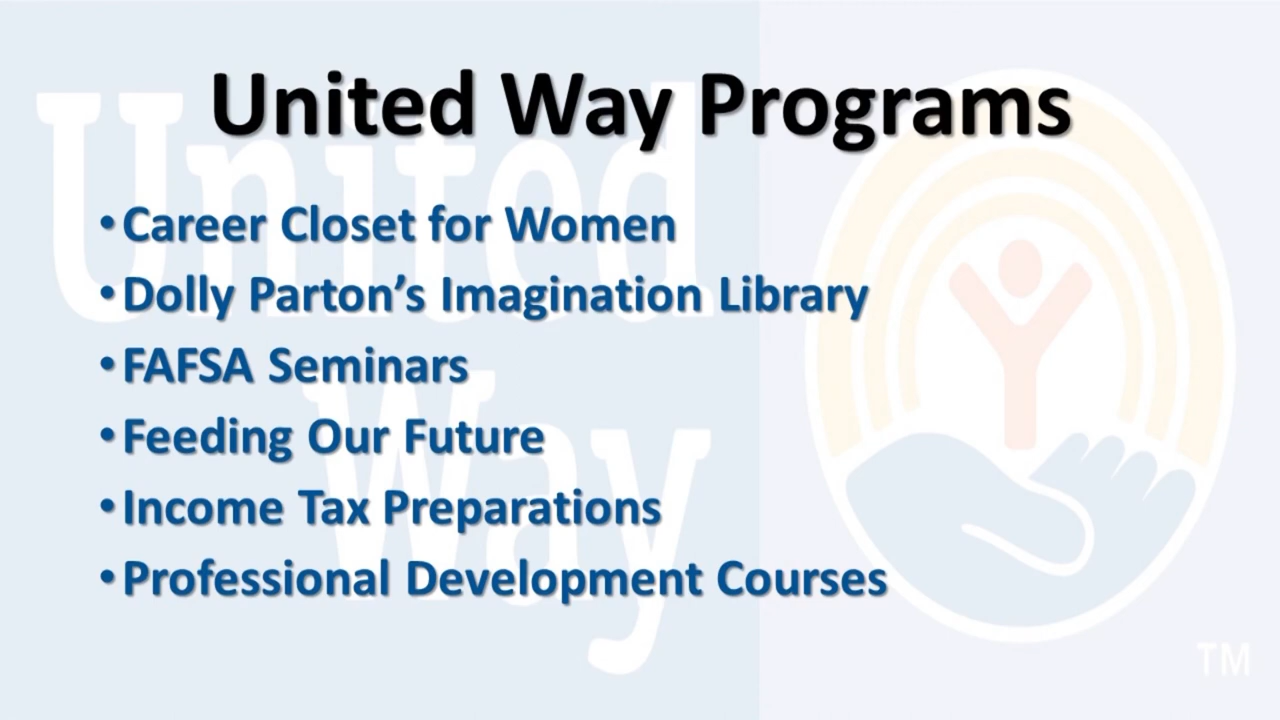 United Way Programs
•Career Closet for Women
•Dolly Parton’s Imagination Library
•FAFSA Seminars
•Feeding Our Future
•Income Tax Preparations
•Professional Development Courses
United
Way
TM